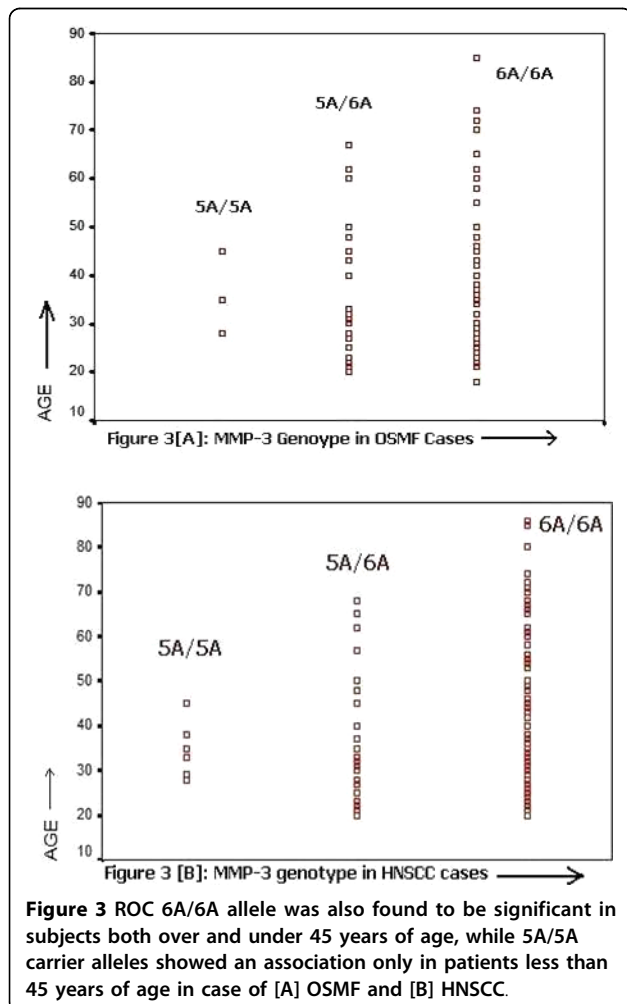 90
80
70
60
50
40
30
20
10
AGE
5A/5A
5A/6A
6A/6A
Figure 3[A]: MMP-3 Genoype in OSMF Cases
90
80
70
60
50
40
30
20
10
AGE
5A/5A
5A/6A
6A/6A
Figure 3 [B]: MMP-3 genotype in HNSCC cases
Figure 3 ROC 6A/6A allele was also found to be significant in
subjects both over and under 45 years of age, while 5A/5A
carrier alleles showed an association only in patients less than
45 years of age in case of [A] OSMF and [B] HNSCC.